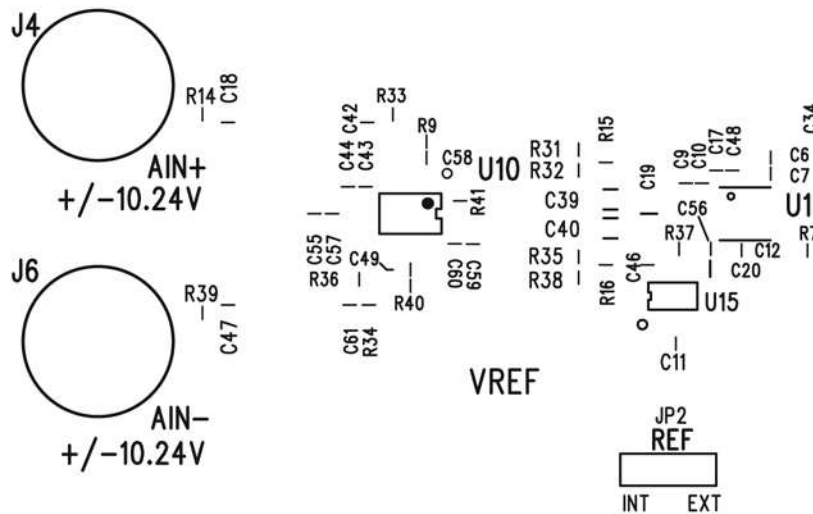 J4
R14
C18
AIN+
+/-10.24V
J6
R39
C47
AIN-
+/-10.24V
C42
R33
R9
C44
C43
C58
U10
R41
C55
C57
C49
R36
R40
C60
C59
C61
R34
R31
R32
R15
C39
C40
R35
R38
R16
C19
C46
C9
C10
C17
C48
C34
C6
C7
C56
R37
C20
C12
U15
C11
VREF
JP2
REF
INT EXT